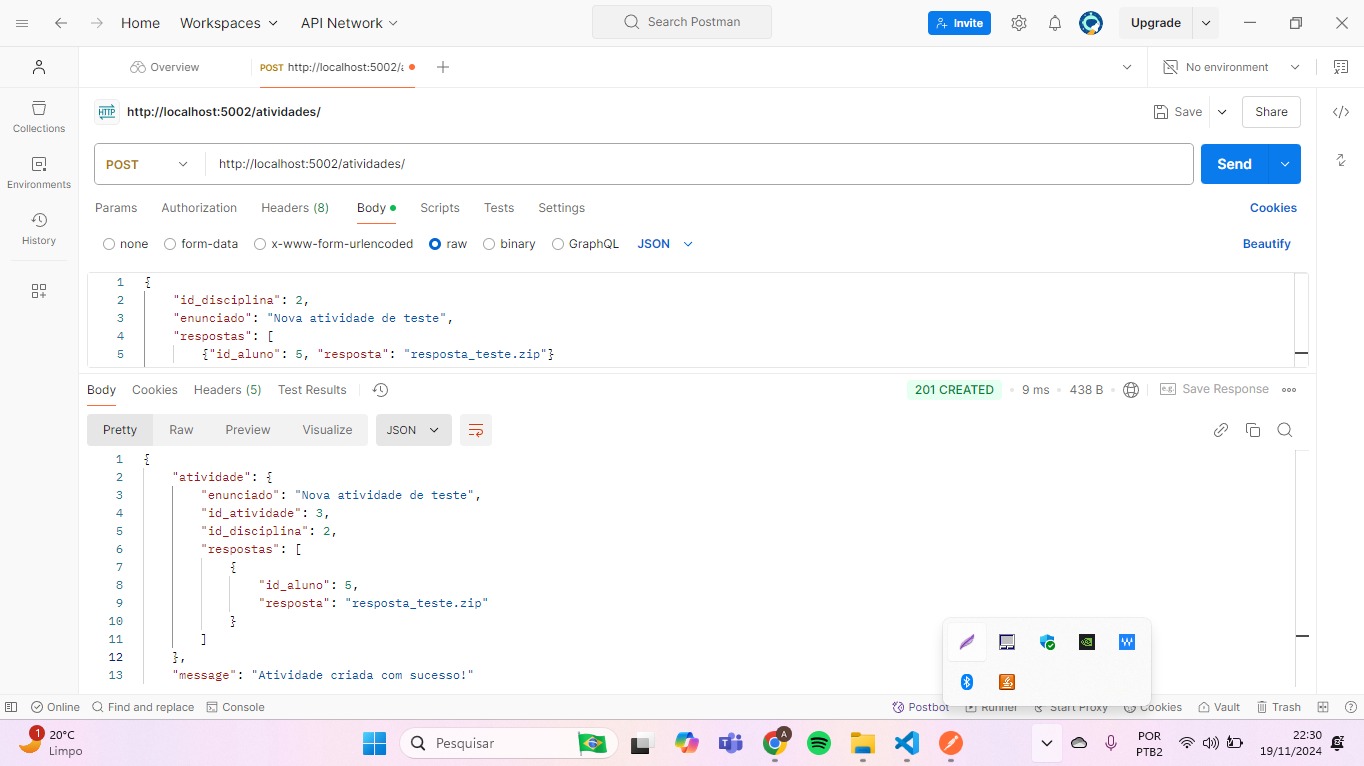 Home Workspaces API Network Search Postman Invite Upgrade
Overview POST http://localhost:5002/a No environment
HTTP http://localhost:5002/atividades/ Save Share
Collections
POST http://localhost:5002/atividades/ Send
Environments
Params Authorization Headers (8) Body Scripts Tests Settings Cookies
History
none form-data x-www-form-urlencoded raw binary GraphQL JSON Beautify
1 {
2 "id_disciplina": 2,
3 "enunciado": "Nova atividade de teste",
4 "respostas": [
5 {"id_aluno": 5, "resposta": "resposta_teste.zip"}
Body Cookies Headers (5) Test Results 201 CREATED 9 ms 438 B e.g. Save Response
Pretty Raw Preview Visualize JSON
1 {
2 "atividade": {
3 "enunciado": "Nova atividade de teste",
4 "id_atividade": 3,
5 "id_disciplina": 2,
6 "respostas": [
7 {
8 "id_aluno": 5,
9 "resposta": "resposta_teste.zip"
10 }
11 ]
12 },
13 "message": "Atividade criada com sucesso!"
Online Find and replace Console Postbot Runner Start Proxy Cookies Vault Trash
1 20°C
Limpo
Pesquisar
A
POR
PTB2
22:30
19/11/2024